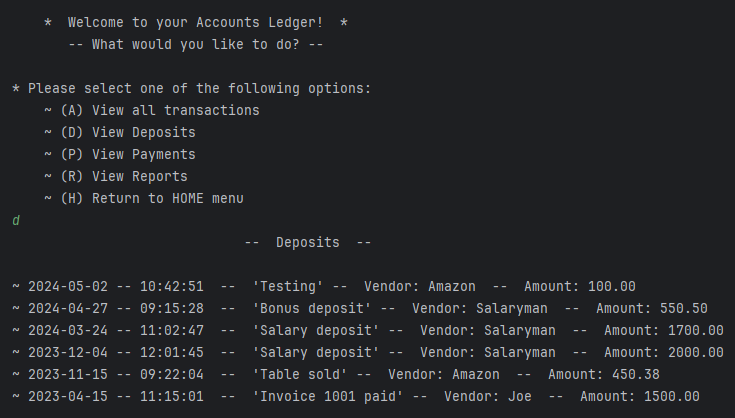 * Welcome to your Accounts Ledger! *
-- What would you like to do? --
* Please select one of the following options:
~ (A) View all transactions
~ (D) View Deposits
~ (P) View Payments
~ (R) View Reports
~ (H) Return to HOME menu
d
-- Deposits --
~ 2024-05-02 -- 10:42:51 -- 'Testing' -- Vendor: Amazon -- Amount: 100.00
~ 2024-04-27 -- 09:15:28 -- 'Bonus deposit' -- Vendor: Salaryman -- Amount: 550.50
~ 2024-03-24 -- 11:02:47 -- 'Salary deposit' -- Vendor: Salaryman -- Amount: 1700.00
~ 2023-12-04 -- 12:01:45 -- 'Salary deposit' -- Vendor: Salaryman -- Amount: 2000.00
~ 2023-11-15 -- 09:22:04 -- 'Table sold' -- Vendor: Amazon -- Amount: 450.38
~ 2023-04-15 -- 11:15:01 -- 'Invoice 1001 paid' -- Vendor: Joe -- Amount: 1500.00